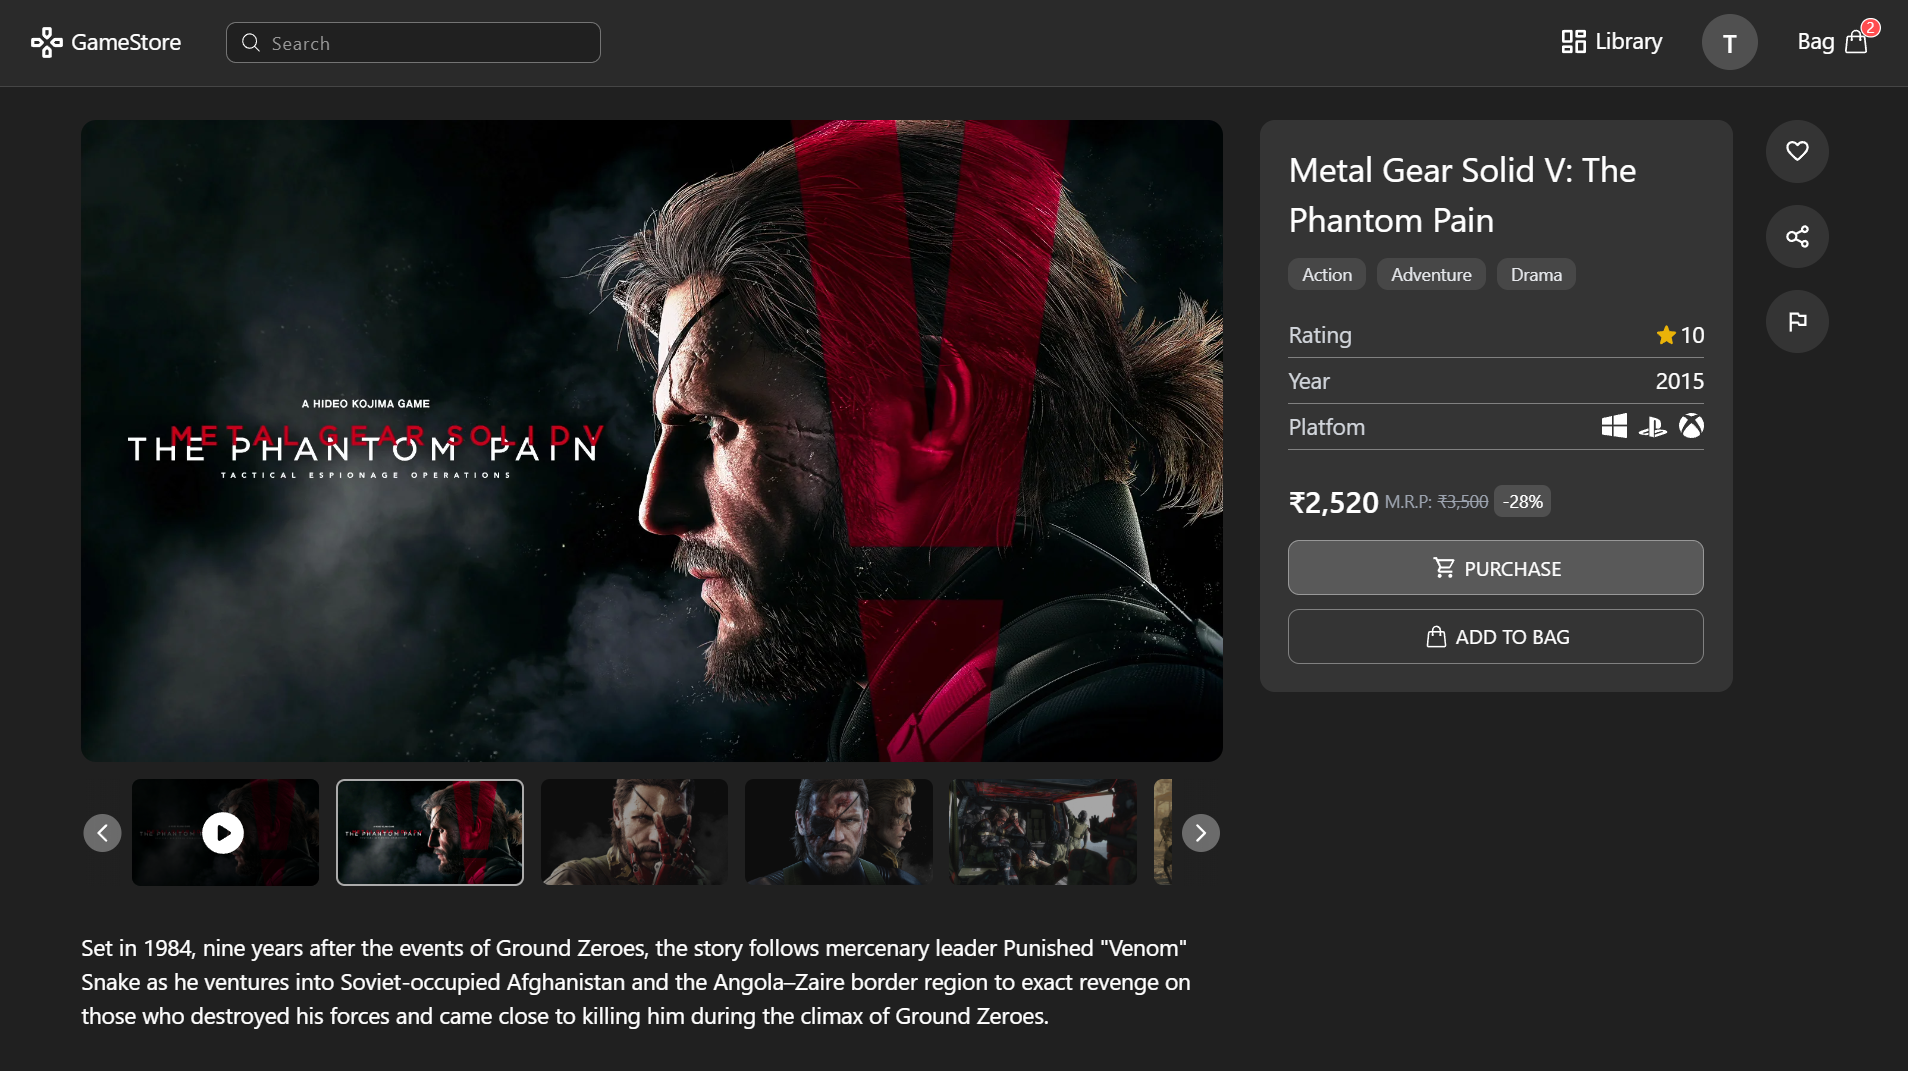 GameStore
Search
Library
T
Bag
2
A HIDEO KOJIMA GAME
METAL GEAR SOLID V
THE PHANTOM PAIN
TACTICAL ESPIONAGE OPERATIONS
Metal Gear Solid V: The
Phantom Pain
Action Adventure Drama
Rating 10
Year 2015
Platfom
₹2,520 M.R.P: ₹3,500 -28%
PURCHASE
ADD TO BAG
THE PHANTOM PAIN
Set in 1984, nine years after the events of Ground Zeroes, the story follows mercenary leader Punished "Venom"
Snake as he ventures into Soviet-occupied Afghanistan and the Angola–Zaire border region to exact revenge on
those who destroyed his forces and came close to killing him during the climax of Ground Zeroes.